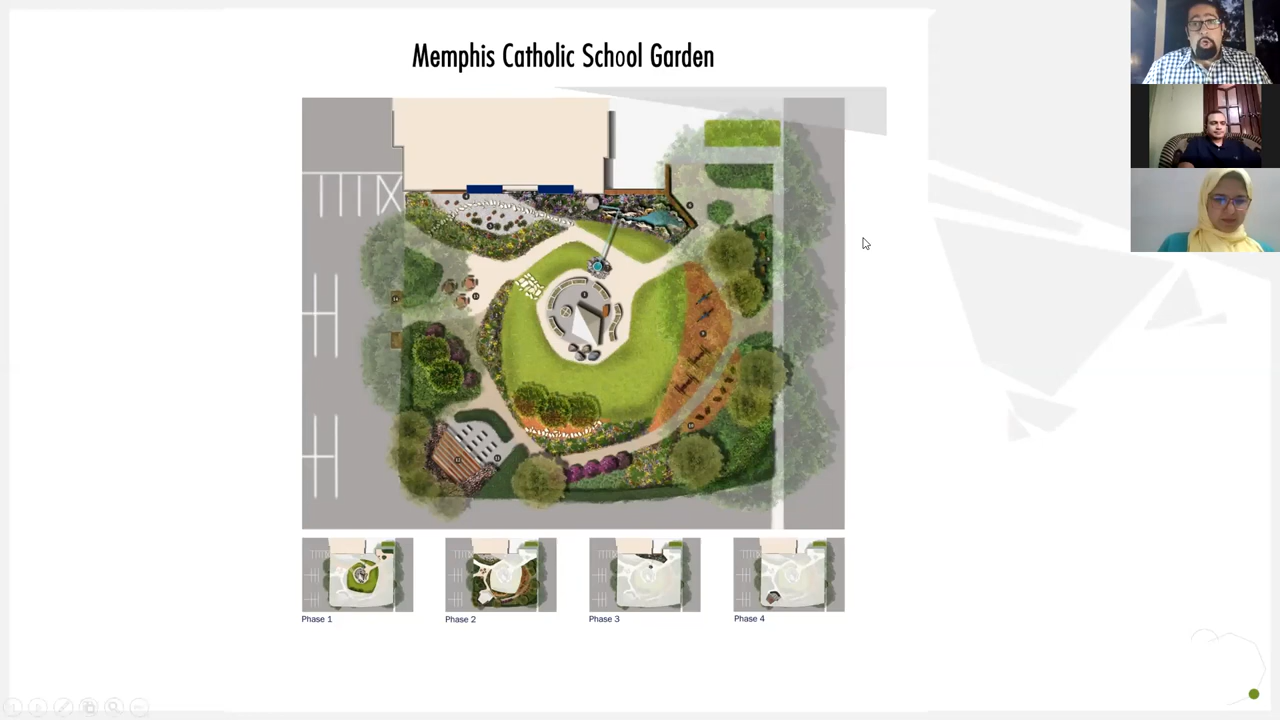 Memphis Catholic School Garden
Phase 1
Phase 2
Phase 3
Phase 4